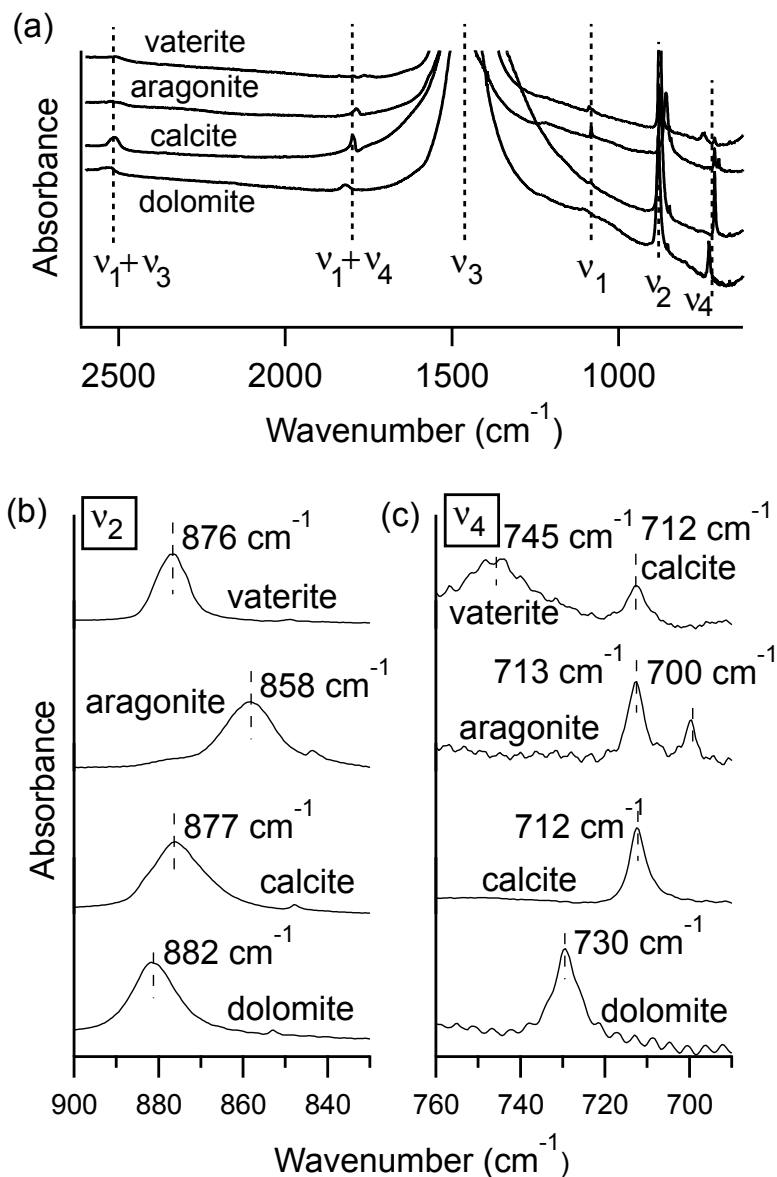 (a)
vaterite
aragonite
calcite
dolomite
ν1+ν3
ν1+ν4
ν3
ν1
ν2
ν4
Absorbance
2500 2000 1500 1000
Wavenumber (cm-1)
(b) ν2
876 cm-1
vaterite
858 cm-1
aragonite
877 cm-1
calcite
882 cm-1
dolomite
Absorbance
900 880 860 840
Wavenumber (cm-1)
(c) ν4
745 cm-1 712 cm-1
calcite
vaterite
713 cm-1 700 cm-1
aragonite
712 cm-1
calcite
730 cm-1
dolomite
760 740 720 700
Wavenumber (cm-1)